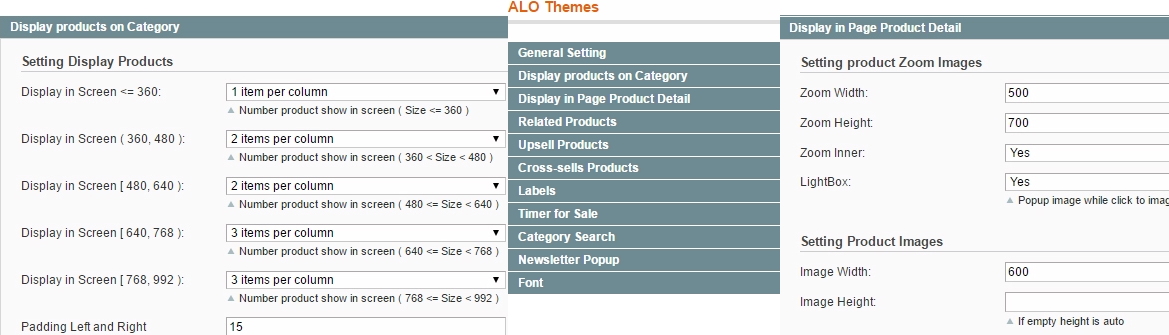 Display products on Category
Setting Display Products
Display in Screen <= 360:
1 item per column
Number product show in screen ( Size <= 360 )
Display in Screen ( 360, 480 ):
2 items per column
Number product show in screen ( 360 < Size < 480 )
Display in Screen [ 480, 640 ):
2 items per column
Number product show in screen ( 480 <= Size < 640 )
Display in Screen [ 640, 768 ):
3 items per column
Number product show in screen ( 640 <= Size < 768 )
Display in Screen [ 768, 992 ):
3 items per column
Number product show in screen ( 768 <= Size < 992 )
Padding Left and Right
15
ALO Themes
General Setting
Display products on Category
Display in Page Product Detail
Related Products
Upsell Products
Cross-sells Products
Labels
Timer for Sale
Category Search
Newsletter Popup
Font
Display in Page Product Detail
Setting product Zoom Images
Zoom Width:
500
Zoom Height:
700
Zoom Inner:
Yes
LightBox:
Yes
Popup image while click to imag
Setting Product Images
Image Width:
600
Image Height:
If empty height is auto